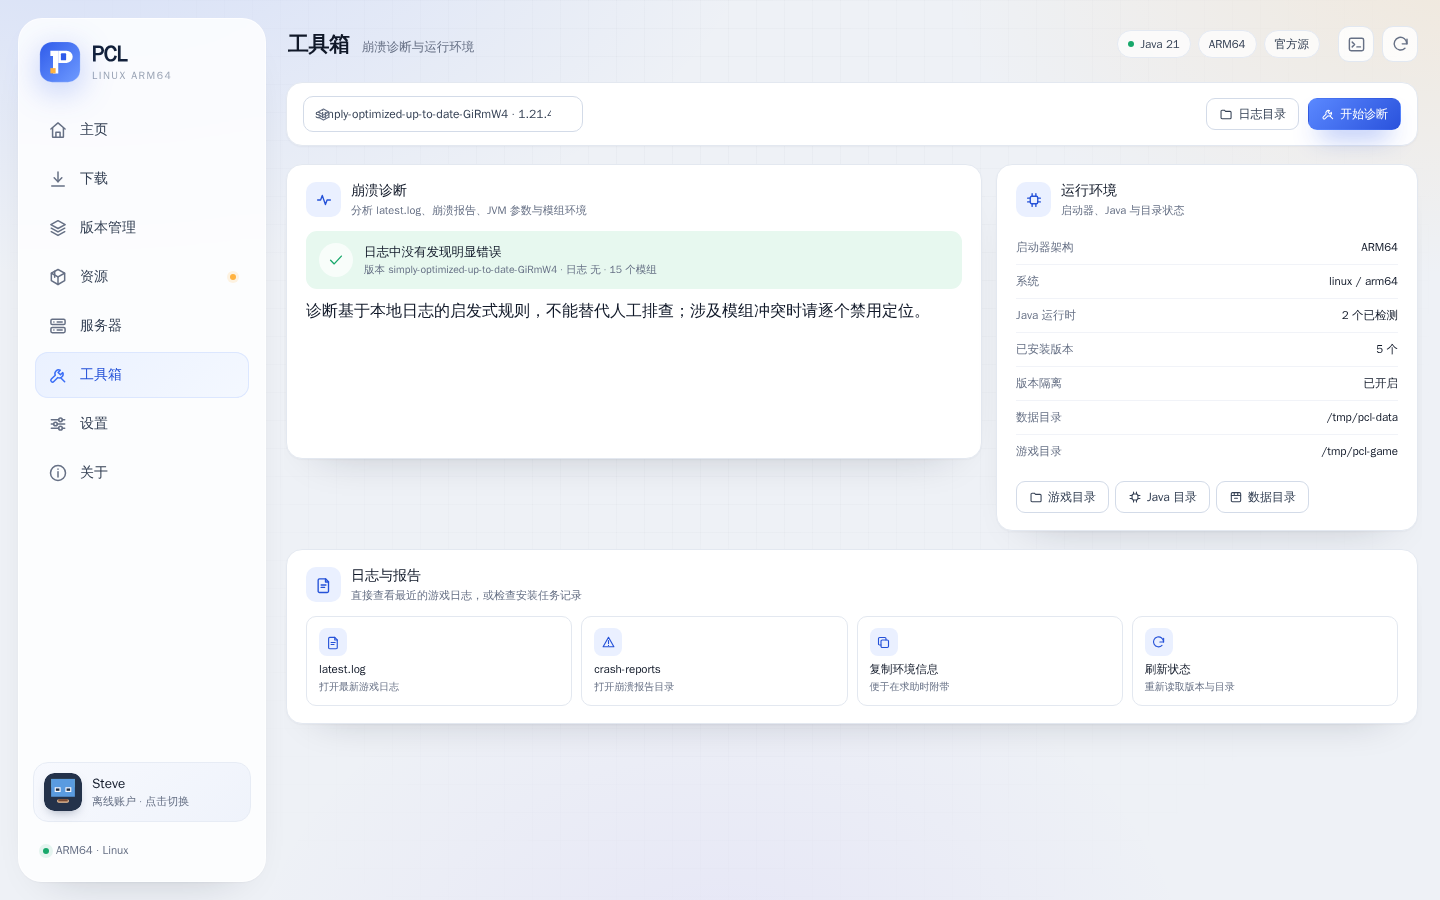 PCL
LINUX ARM64
主页
下载
版本管理
资源
服务器
工具箱
设置
关于
Steve
离线账户 · 点击切换
ARM64 · Linux
工具箱 崩溃诊断与运行环境
Java 21
ARM64
官方源
simply-optimized-up-to-date-GiRmW4 · 1.21.4
日志目录
开始诊断
崩溃诊断
分析 latest.log、崩溃报告、JVM 参数与模组环境
日志中没有发现明显错误
版本 simply-optimized-up-to-date-GiRmW4 · 日志 无 · 15 个模组
诊断基于本地日志的启发式规则，不能替代人工排查；涉及模组冲突时请逐个禁用定位。
运行环境
启动器、Java 与目录状态
启动器架构 ARM64
系统 linux / arm64
Java 运行时 2 个已检测
已安装版本 5 个
版本隔离 已开启
数据目录 /tmp/pcl-data
游戏目录 /tmp/pcl-game
游戏目录
Java 目录
数据目录
日志与报告
直接查看最近的游戏日志，或检查安装任务记录
latest.log
打开最新游戏日志
crash-reports
打开崩溃报告目录
复制环境信息
便于在求助时附带
刷新状态
重新读取版本与目录